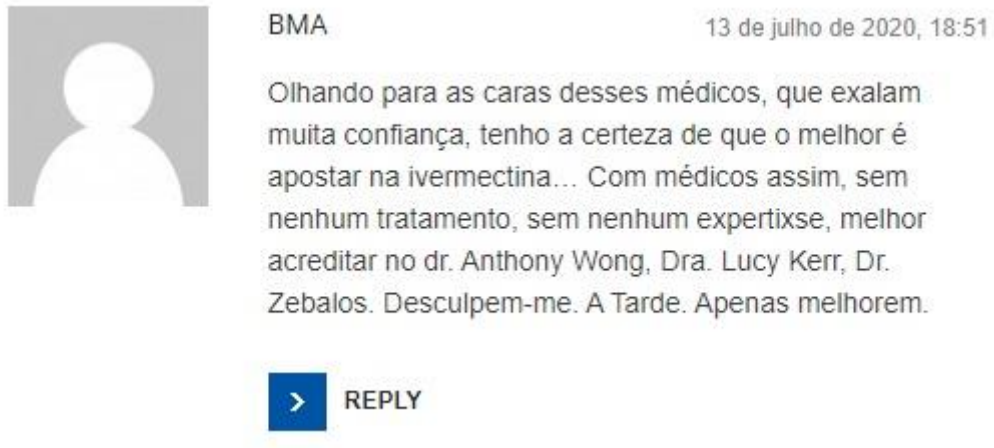 BMA
13 de julho de 2020, 18:51
Olhando para as caras desses médicos, que exalam
muita confiança, tenho a certeza de que o melhor é
apostar na ivermectina... Com médicos assim, sem
nenhum tratamento, sem nenhum expertixse, melhor
acreditar no dr. Anthony Wong, Dra. Lucy Kerr, Dr.
Zebalos. Desculpem-me. A Tarde. Apenas melhorem.
REPLY